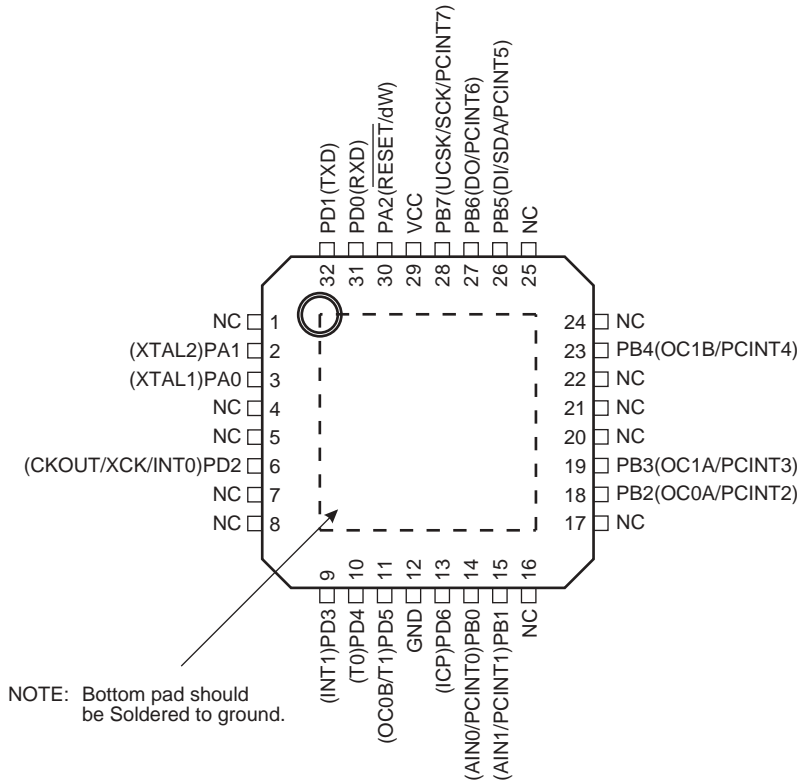 PD1(TXD)
PD0(RXD)
PA2(RESET/dW)
VCC
PB7(UCSK/SCK/PCINT7)
PB6(DO/PCINT6)
PB5(DI/SDA/PCINT5)
NC
32
31
30
29
28
27
26
25
NC 1
(XTAL2)PA1 2
(XTAL1)PA0 3
NC 4
NC 5
(CKOUT/XCK/INT0)PD2 6
NC 7
NC 8
24 NC
23 PB4(OC1B/PCINT4)
22 NC
21 NC
20 NC
19 PB3(OC1A/PCINT3)
18 PB2(OC0A/PCINT2)
17 NC
9
10
11
12
13
14
15
16
(INT1)PD3
(T0)PD4
(OC0B/T1)PD5
GND
(ICP)PD6
(AIN0/PCINT0)PB0
(AIN1/PCINT1)PB1
NC
NOTE: Bottom pad should
be Soldered to ground.